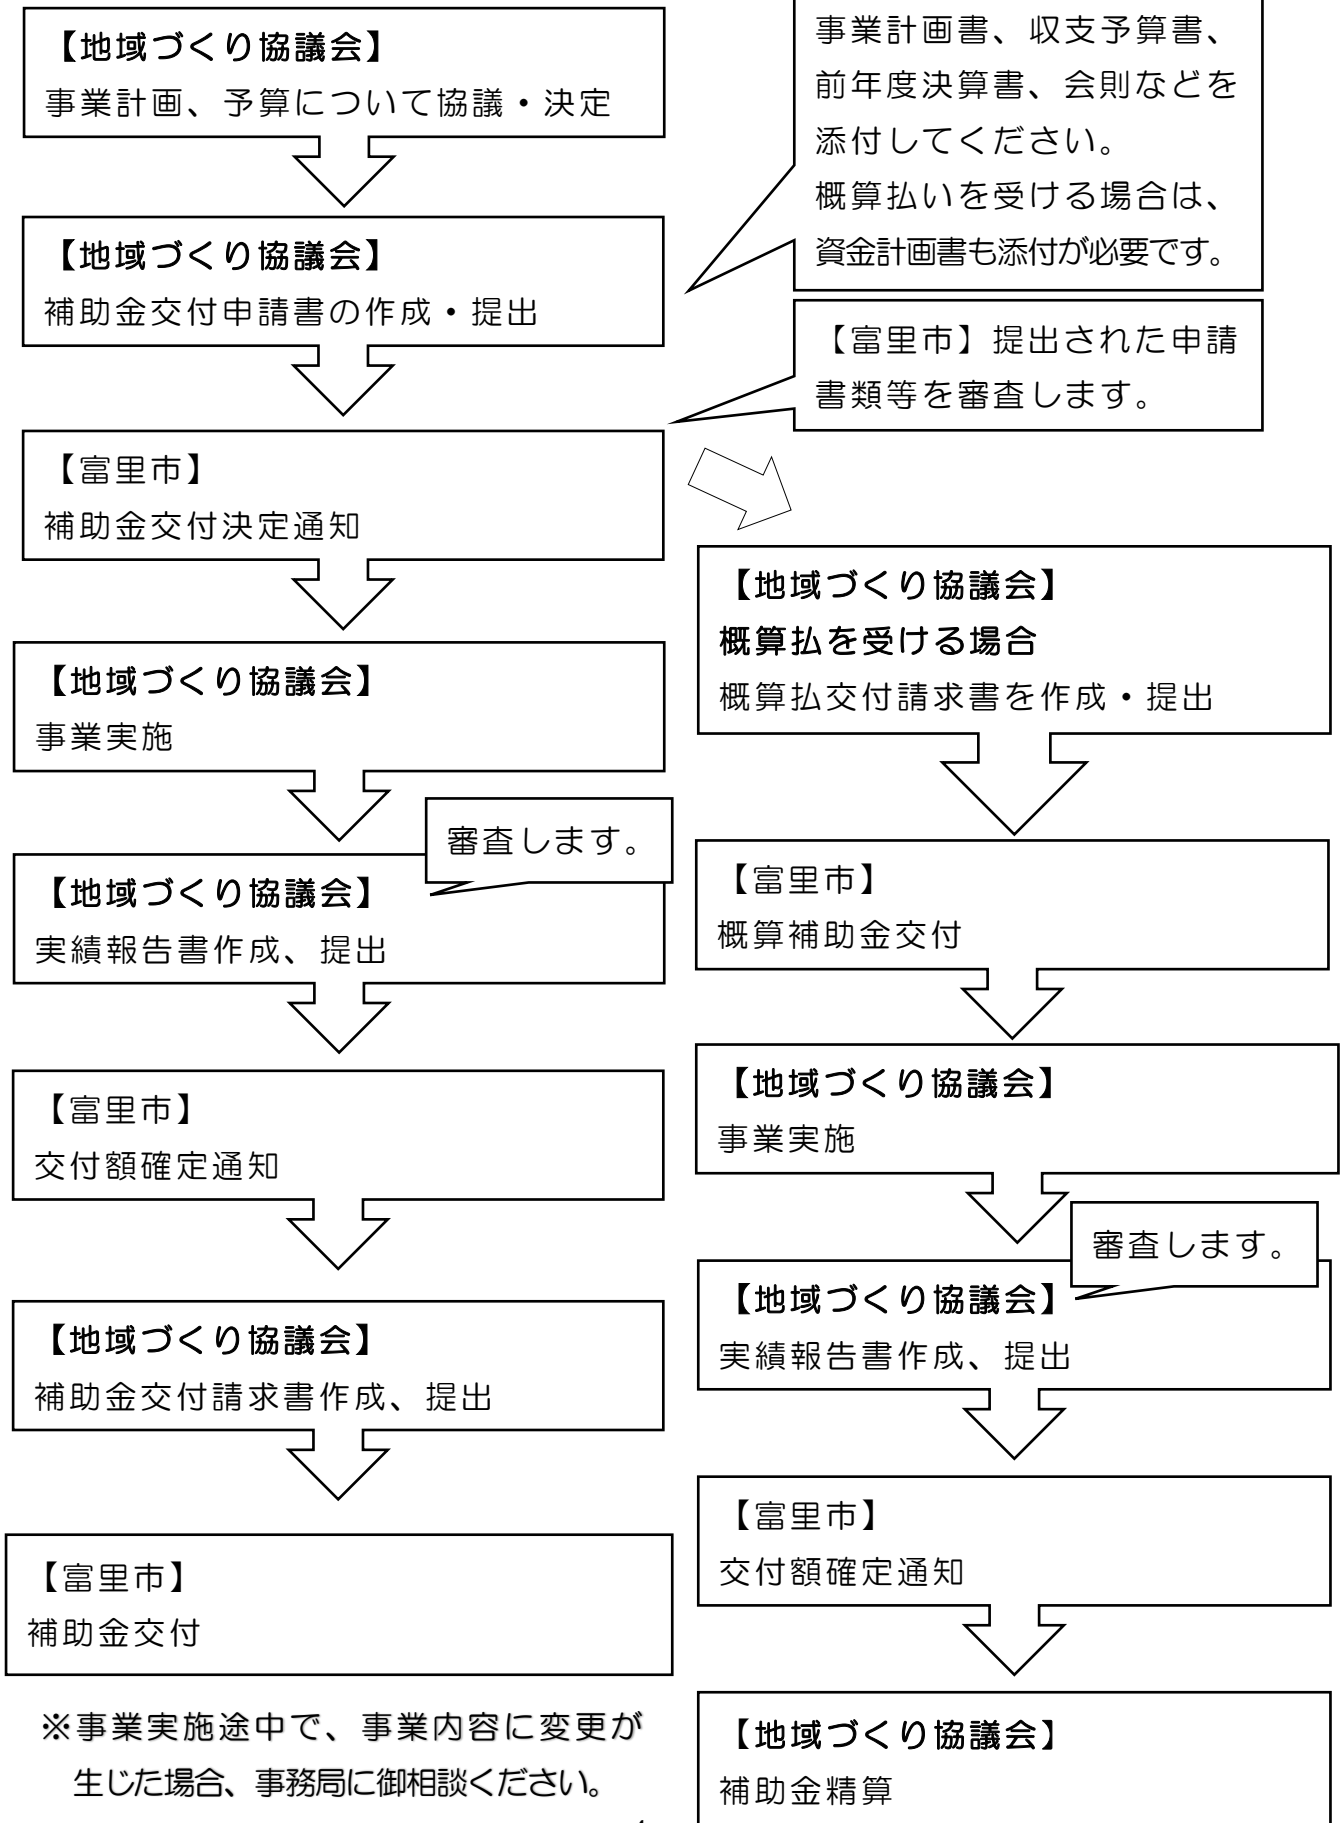 【地域づくり協議会】
事業計画、予算について協議・決定
事業計画書、収支予算書、
前年度決算書、会則などを
添付してください。
概算払いを受ける場合は、
資金計画書も添付が必要です。
【地域づくり協議会】
補助金交付申請書の作成・提出
【富里市】提出された申請
書類等を審査します。
【富里市】
補助金交付決定通知
【地域づくり協議会】
事業実施
審査します。
【地域づくり協議会】
実績報告書作成、提出
【富里市】
交付額確定通知
【地域づくり協議会】
補助金交付請求書作成、提出
【富里市】
補助金交付
※事業実施途中で、事業内容に変更が
生じた場合、事務局に御相談ください。
【地域づくり協議会】
概算払を受ける場合
概算払交付請求書を作成・提出
【富里市】
概算補助金交付
【地域づくり協議会】
事業実施
審査します。
【地域づくり協議会】
実績報告書作成、提出
【富里市】
交付額確定通知
【地域づくり協議会】
補助金精算